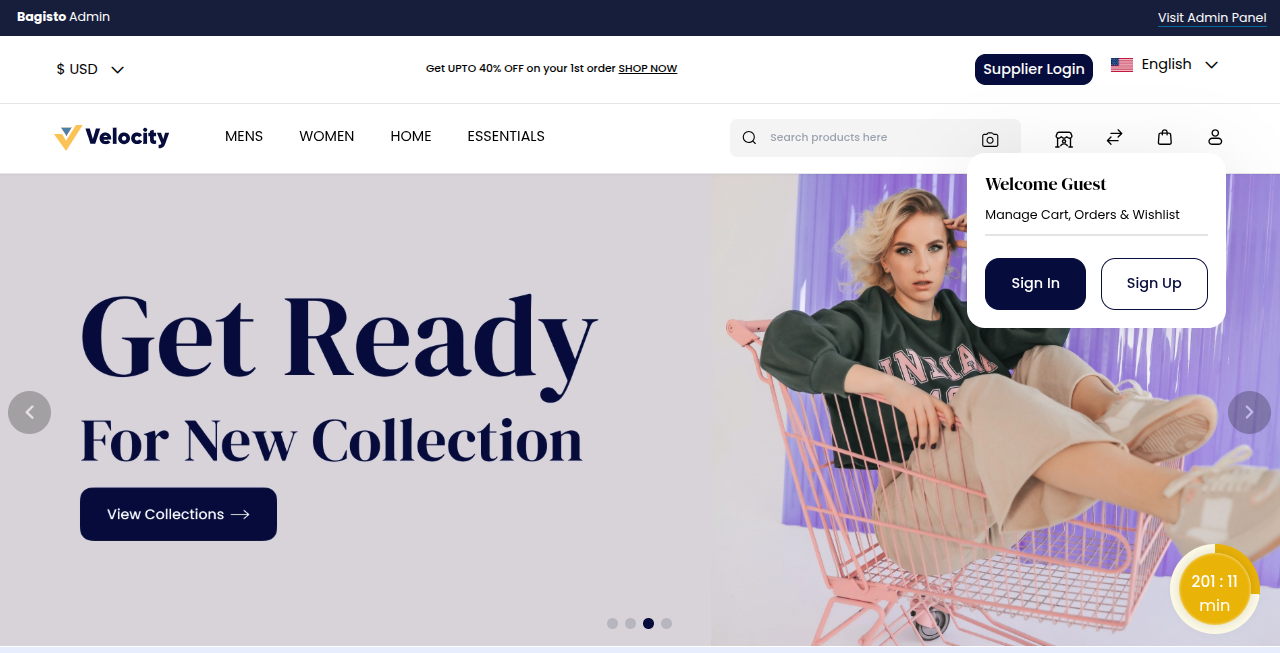 Bagisto Admin
Visit Admin Panel
$ USD
Get UPTO 40% OFF on your 1st order SHOP NOW
Supplier Login
English
Velocity
MENS
WOMEN
HOME
ESSENTIALS
Search products here
Welcome Guest
Manage Cart, Orders & Wishlist
Sign In
Sign Up
Get Ready
For New Collection
View Collections
201 : 11
min